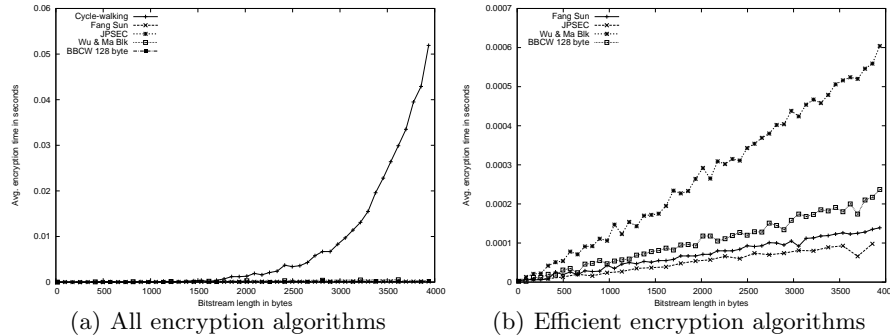 Avg. encryption time in seconds
0.06
0.05
0.04
0.03
0.02
0.01
0
Cycle-walking
Fang Sun
JPSEC
Wu & Ma Blk
BBCW 128 byte
0 500 1000 1500 2000 2500 3000 3500 4000
Bitstream length in bytes
(a) All encryption algorithms
Avg. encryption time in seconds
0.0007
0.0006
0.0005
0.0004
0.0003
0.0002
0.0001
0
Fang Sun
JPSEC
Wu & Ma Blk
BBCW 128 byte
0 500 1000 1500 2000 2500 3000 3500 400
Bitstream length in bytes
(b) Efficient encryption algorithms